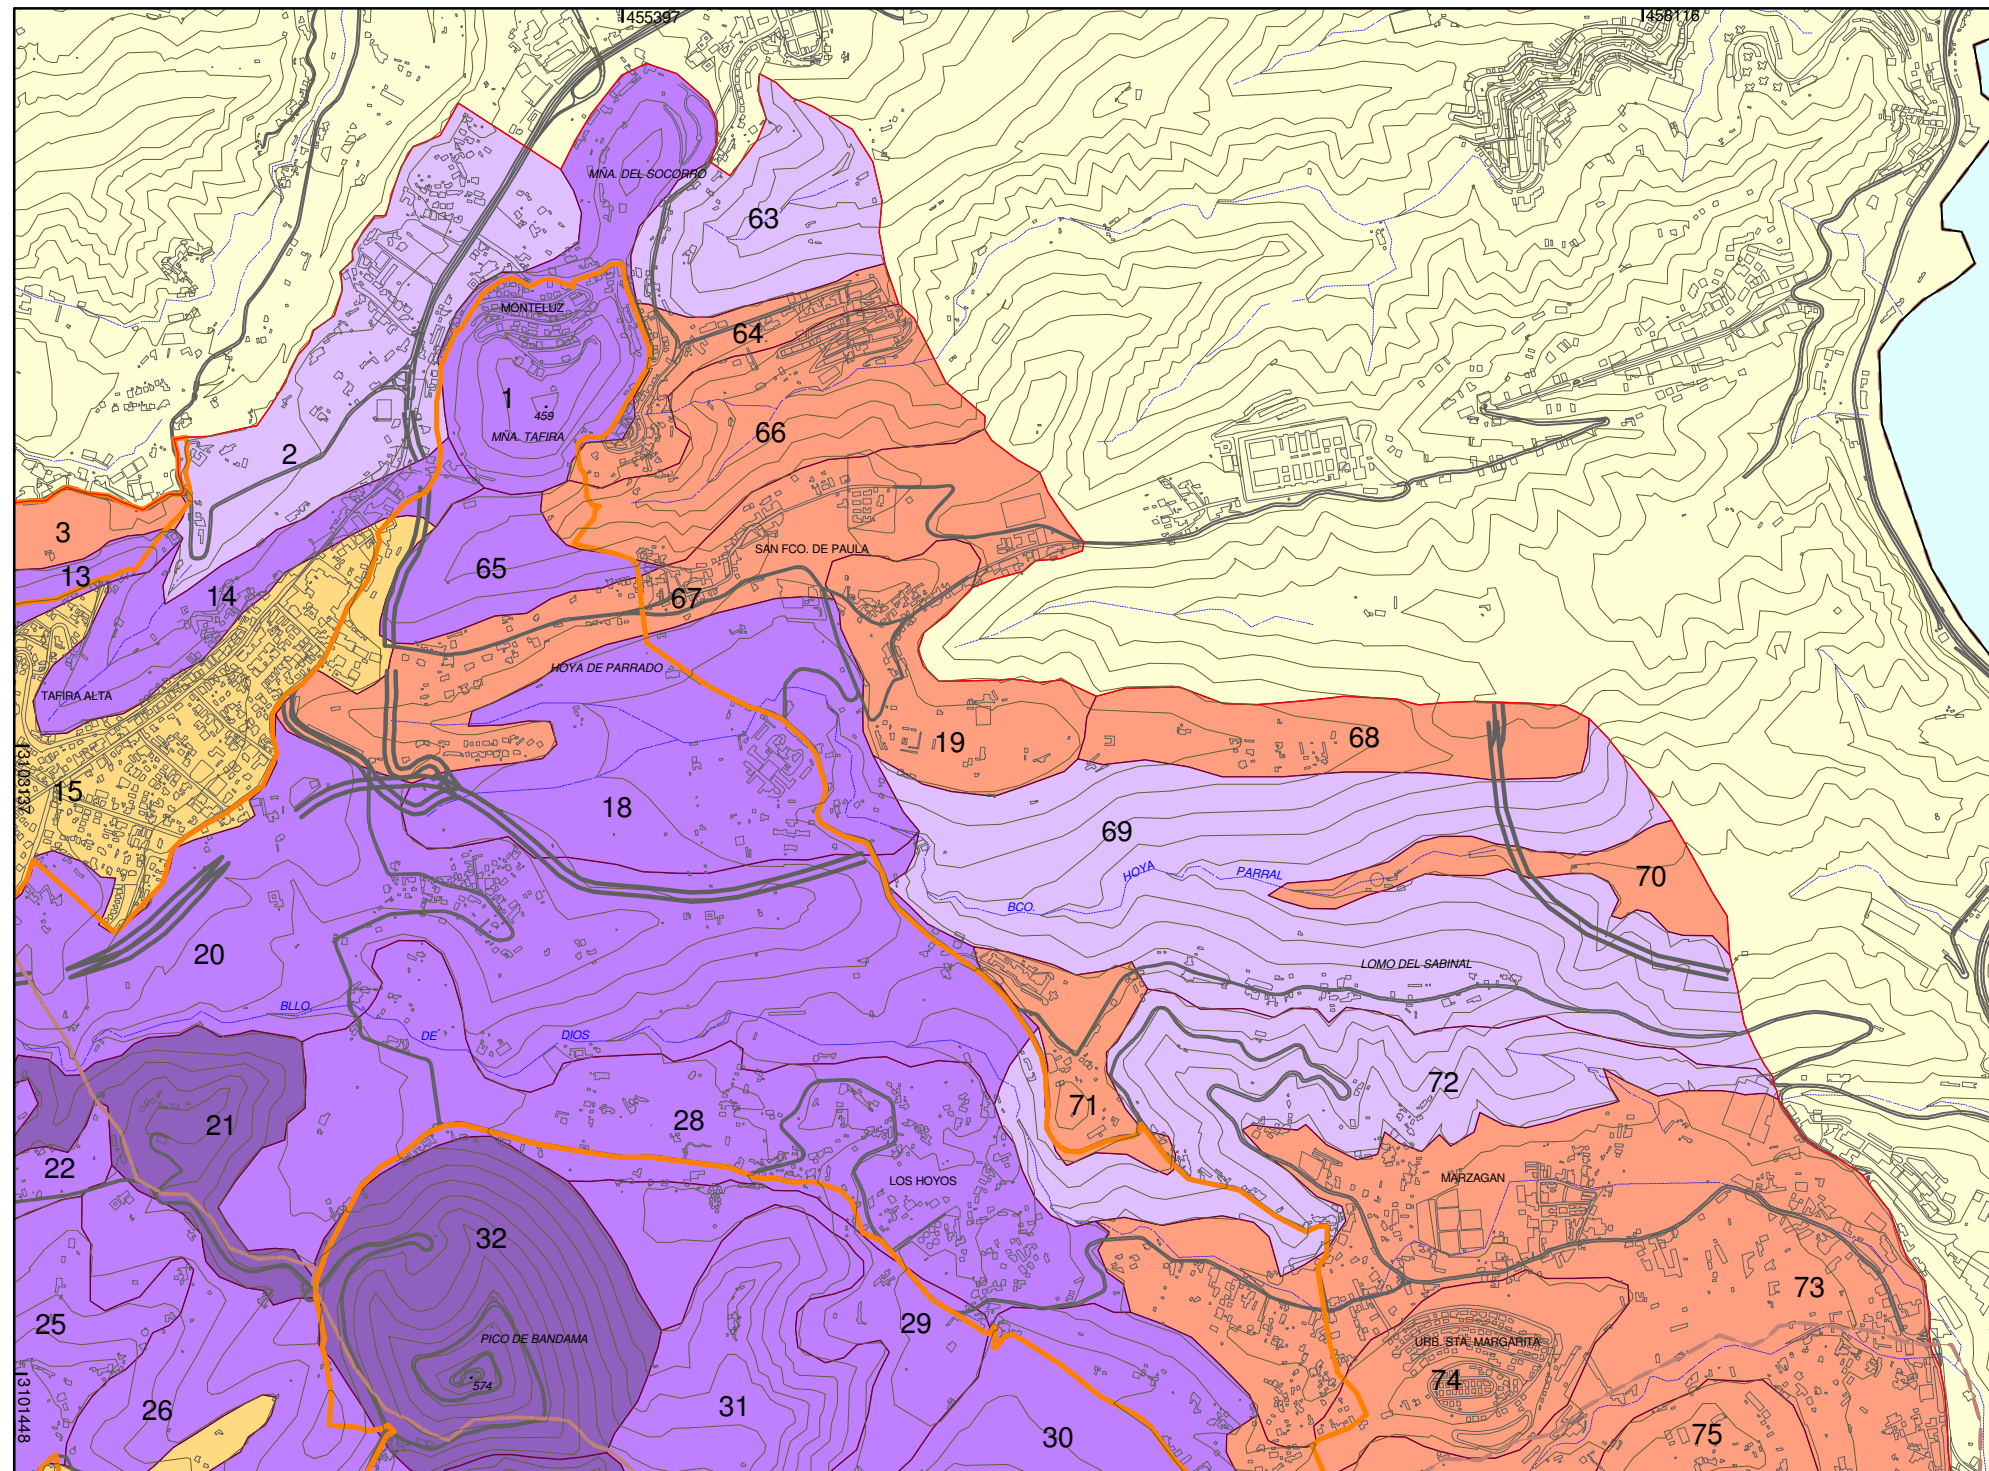 455397
458116
MÑA. DEL SOCORRO
63
MONTELUZ
64
1
459
MÑA. TAFIRA
66
2
3
13
14
65
SAN FCO. DE PAULA
67
HOYA DE PARRADO
TAFIRA ALTA
19
68
3103137
15
18
69
HOYA
PARRAL
BCO.
70
20
LOMO DEL SABINAL
BLLO.
DE
DIOS
72
71
21
28
22
LOS HOYOS
MARZAGAN
32
73
25
29
PICO DE BANDAMA
URB. STA. MARGARITA
574
74
26
31
30
75
3101448